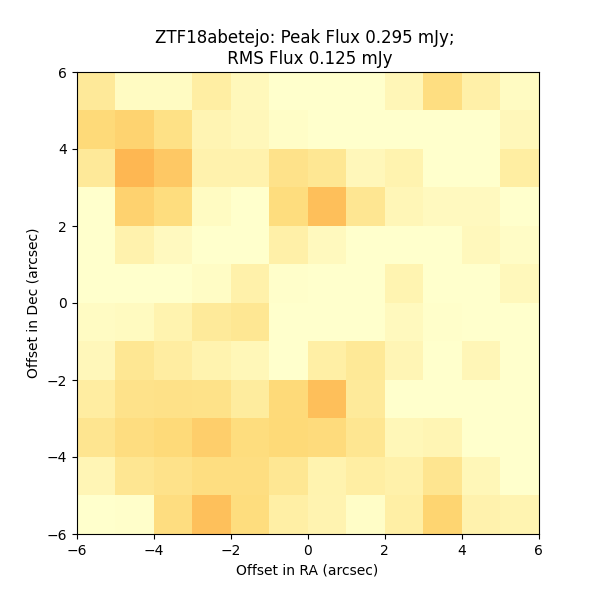 ZTF18abetejo: Peak Flux 0.295 mJy;
RMS Flux 0.125 mJy
6
4
2
0
−2
−4
−6
Offset in Dec (arcsec)
−6 −4 −2 0 2 4 6
Offset in RA (arcsec)